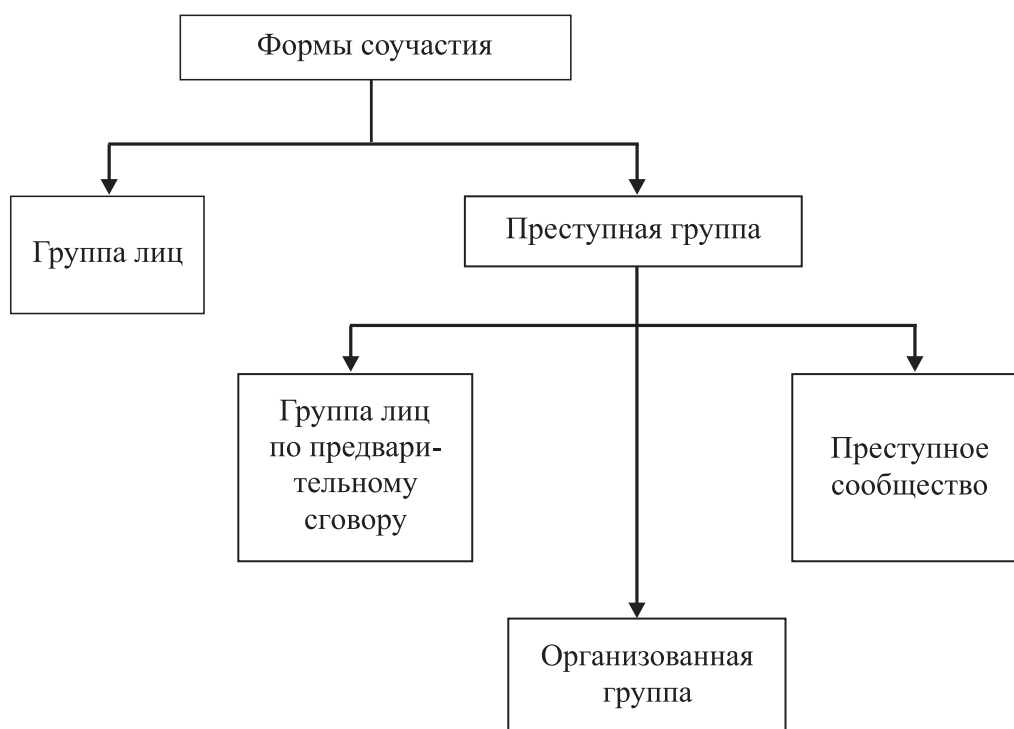 Формы соучастия
Группа лиц
Преступная группа
Группа лиц
по предвари-
тельному
сговору
Преступное
сообщество
Организованная
группа